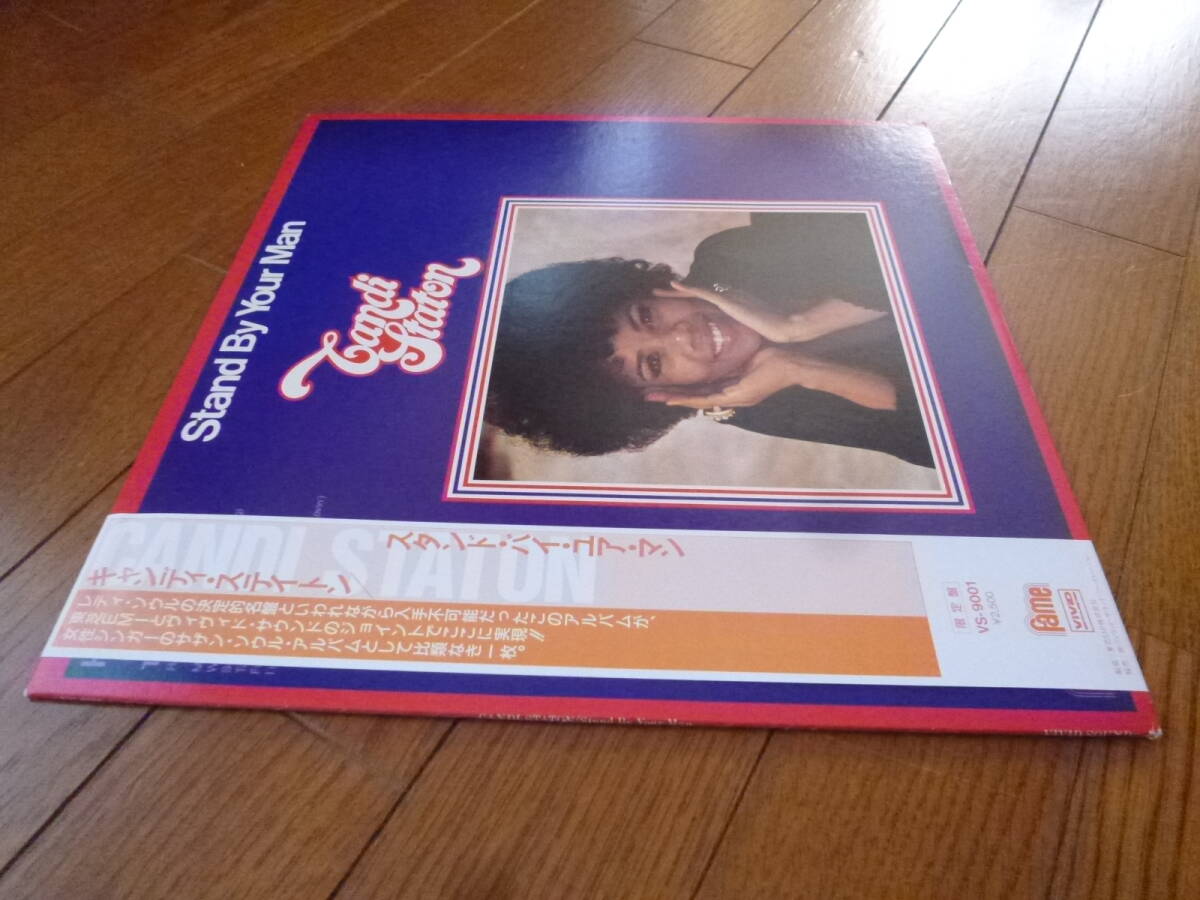 Stand By Your Man
Candi
Staton
CANDI STATON
スタンド・バイ・ユア・マン
キャンディ・ステイトン
レディ・ソウルの決定的名盤といわれながら入手不可能だったこのアルバムが、
東芝EMIとヴィヴィド・サウンドのジョイントでここに実現!!
女性シンガーのサザン・ソウル・アルバムとして比類なき一枚。
限定盤
VS-9001
¥2,500
fame
VIVID
CANDI STATON/Stand By Your Man